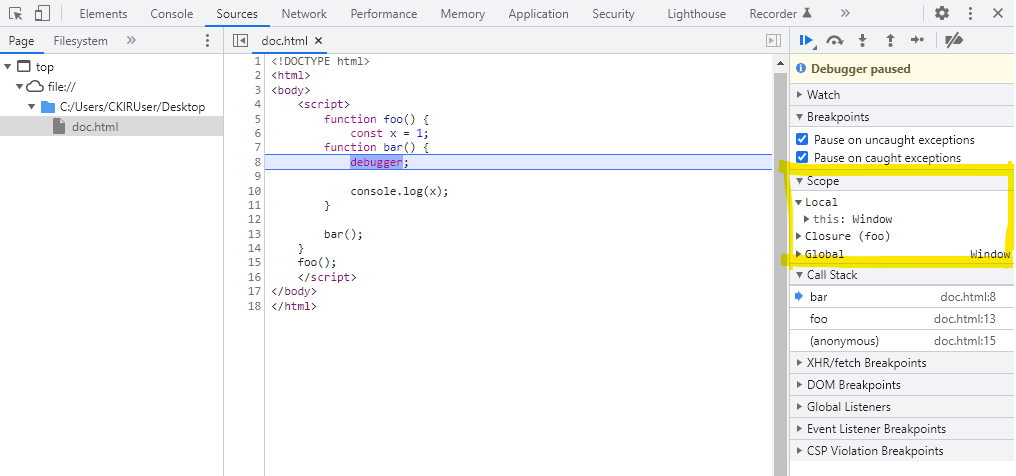 Elements Console Sources Network Performance Memory Application Security Lighthouse Recorder »
Page Filesystem » doc.html ×
top
file://
C:/Users/CKIRUser/Desktop
doc.html
1 <!DOCTYPE html>
2 <html>
3 <body>
4 <script>
5 function foo() {
6 const x = 1;
7 function bar() {
8 debugger;
9
10 console.log(x);
11 }
12
13 bar();
14 }
15 foo();
16 </script>
17 </body>
18 </html>
Debugger paused
Watch
Breakpoints
Pause on uncaught exceptions
Pause on caught exceptions
Scope
Local
this: Window
Closure (foo)
Global Window
Call Stack
bar doc.html:8
foo doc.html:13
(anonymous) doc.html:15
XHR/fetch Breakpoints
DOM Breakpoints
Global Listeners
Event Listener Breakpoints
CSP Violation Breakpoints